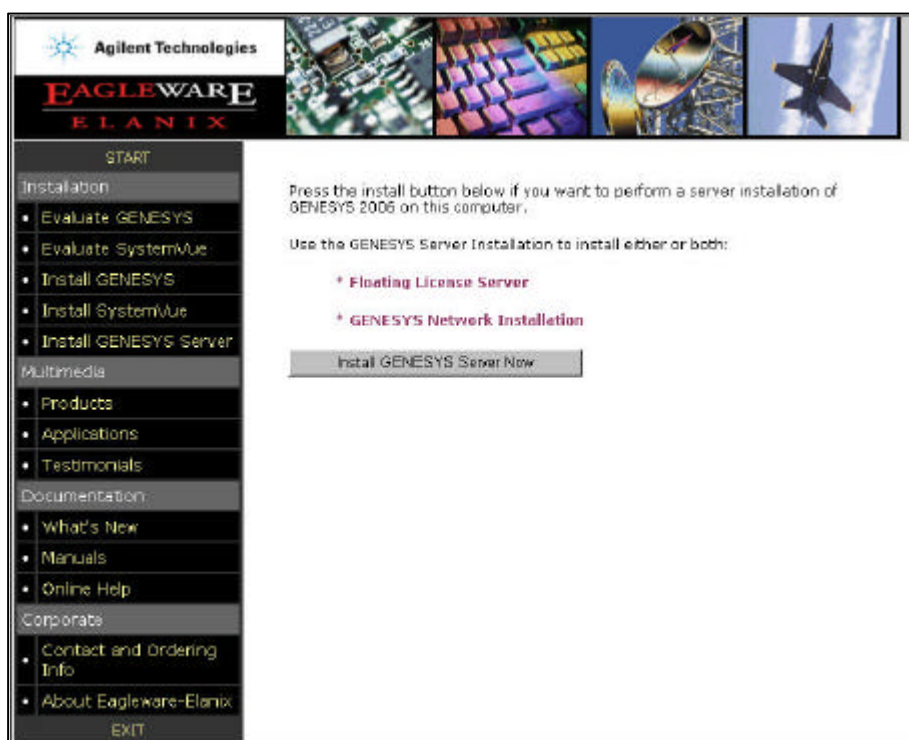 Agilent Technologies
EAGLEWARE
ELANIX
START
Installation
Evaluate GENESYS
Evaluate SystemVue
Install GENESYS
Install SystemVue
Install GENESYS Server
Multimedia
Products
Applications
Testimonials
Documentation
What's New
Manuals
Online Help
Corporate
Contact and Ordering
Info
About Eagleware-Elanix
EXIT
Press the install button below if you want to perform a server installation of
GENESYS 2006 on this computer.
Use the GENESYS Server Installation to install either or both:
* Floating License Server
* GENESYS Network Installation
Install GENESYS Server Now